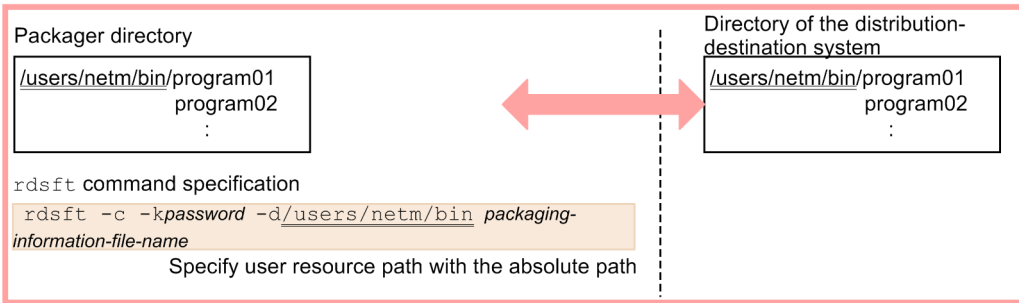 Packager directory
/users/netm/bin/program01
program02
:
Directory of the distribution-
destination system
/users/netm/bin/program01
program02
:
rdsft command specification
rdsft -c -kpassword -d/users/netm/bin packaging-
information-file-name
Specify user resource path with the absolute path